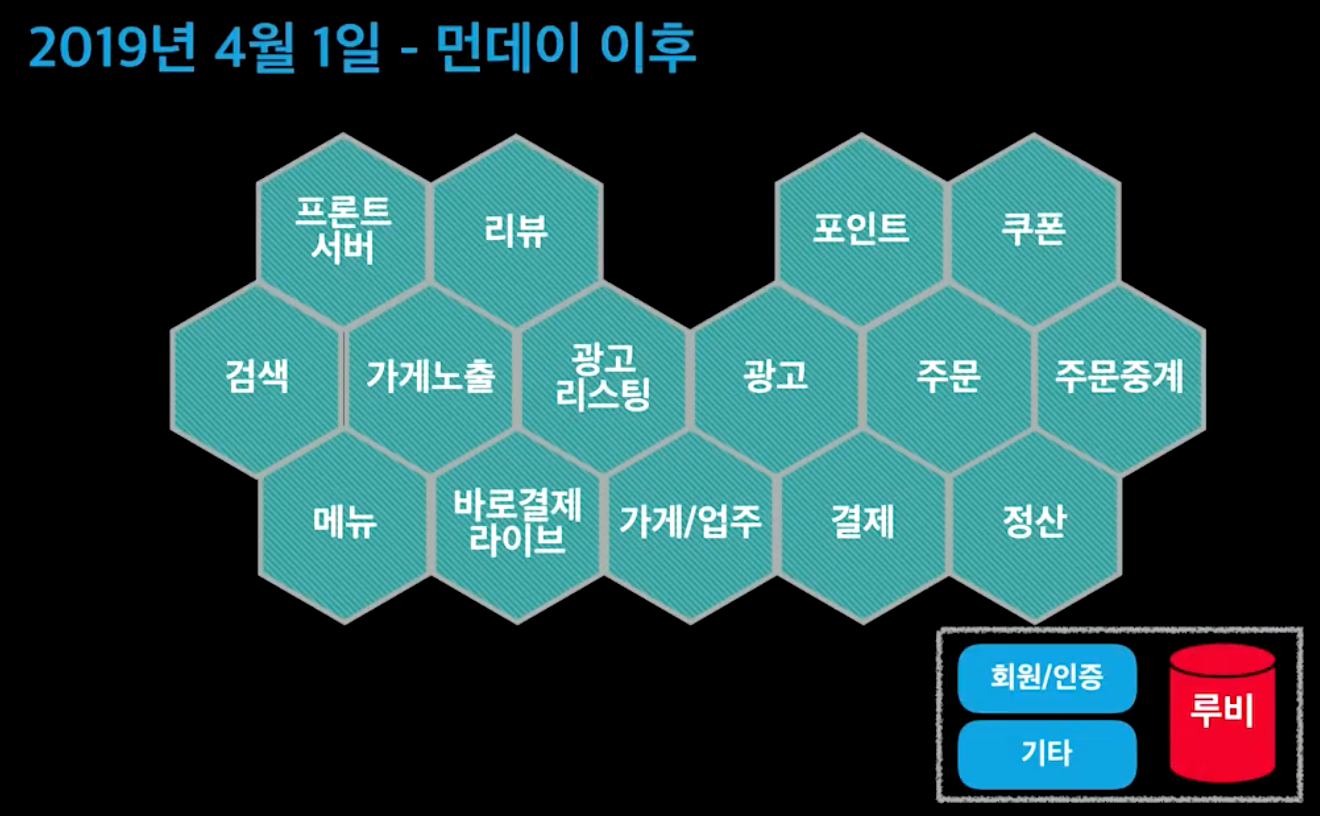 2019년 4월 1일 - 먼데이 이후
프론트
서버
리뷰
포인트
쿠폰
검색
가게노출
광고
리스팅
광고
주문
주문중계
메뉴
바로결제
라이브
가게/업주
결제
정산
회원/인증
기타
루비